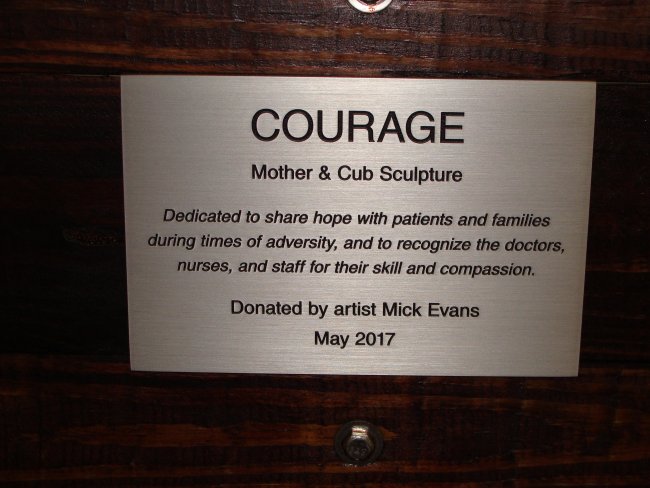 COURAGE
Mother & Cub Sculpture
Dedicated to share hope with patients and families
during times of adversity, and to recognize the doctors,
nurses, and staff for their skill and compassion.
Donated by artist Mick Evans
May 2017